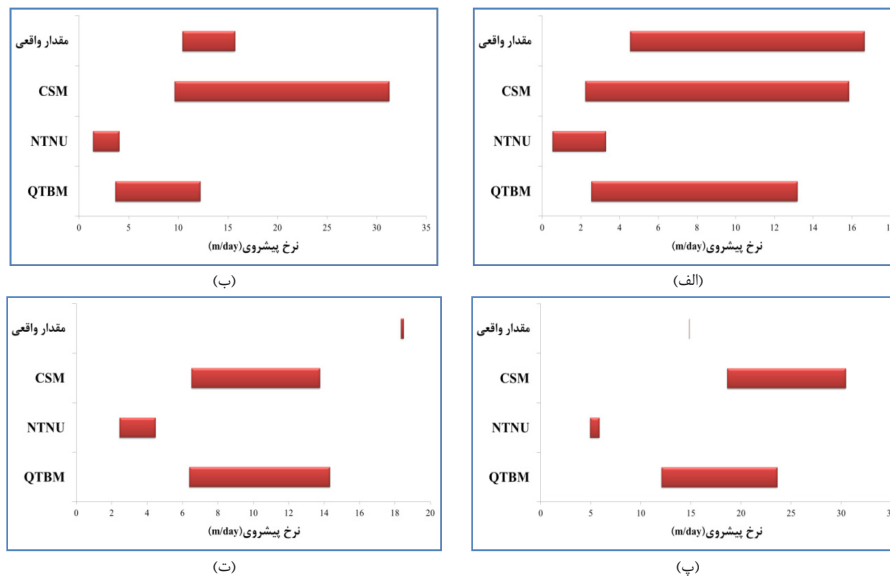 مقدار واقعی
CSM
NTNU
QTBM
0 2 4 6 8 10 12 14 16
نرخ پیشروی(m/day)
(الف)
مقدار واقعی
CSM
NTNU
QTBM
0 5 10 15 20 25 30 35
نرخ پیشروی(m/day)
(ب)
مقدار واقعی
CSM
NTNU
QTBM
0 5 10 15 20 25 30
نرخ پیشروی(m/day)
(پ)
مقدار واقعی
CSM
NTNU
QTBM
0 2 4 6 8 10 12 14 16 18 20
نرخ پیشروی(m/day)
(ت)